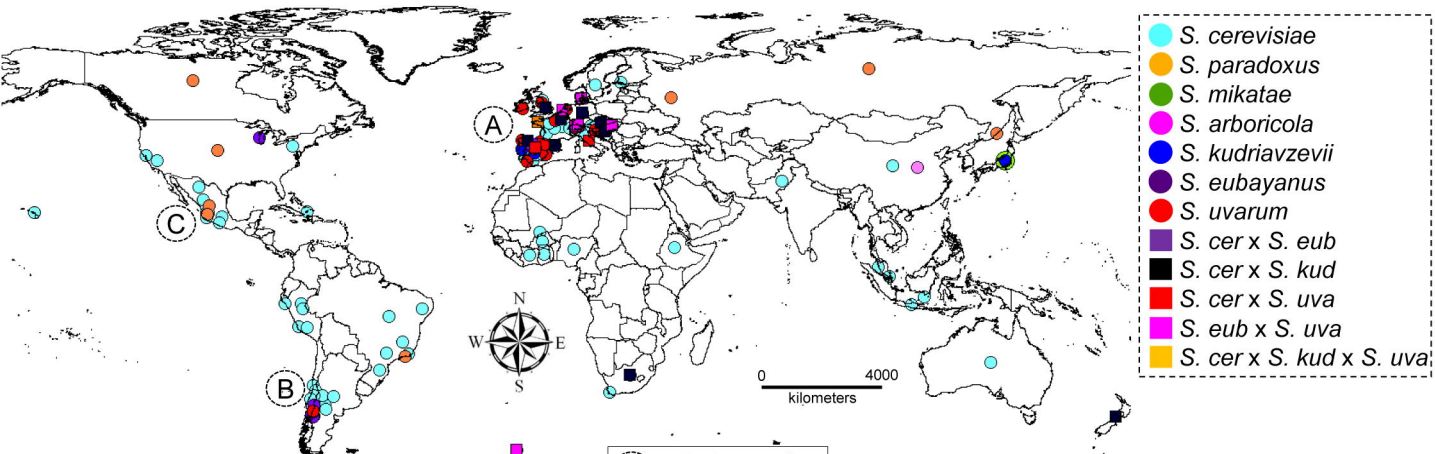 A
C
B
N
W E
S
0 4000
kilometers
S. cerevisiae
S. paradoxus
S. mikatae
S. arboricola
S. kudriavzevii
S. eubayanus
S. uvarum
S. cer x S. eub
S. cer x S. kud
S. cer x S. uva
S. eub x S. uva
S. cer x S. kud x S. uva